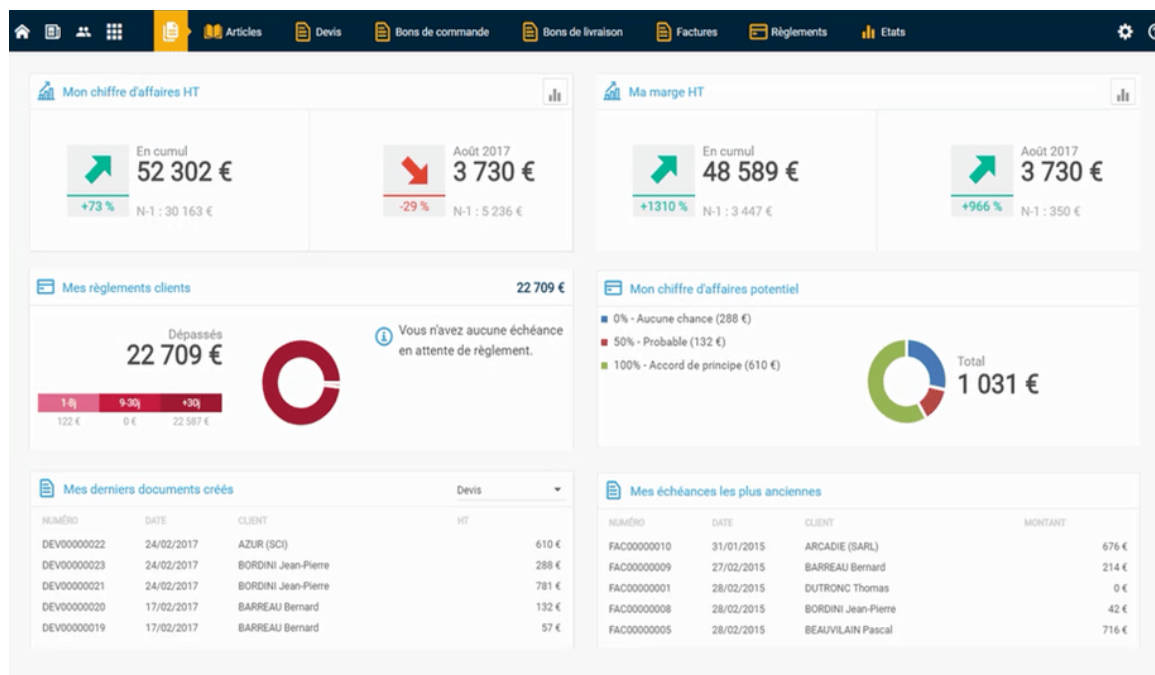 Articles Devis Bons de commande Bons de livraison Factures Règlements Etats
Mon chiffre d'affaires HT
En cumul
52 302 €
+73 %
N-1 : 30 163 €
Août 2017
3 730 €
-29 %
N-1 : 5 236 €
Ma marge HT
En cumul
48 589 €
+1310 %
N-1 : 3 447 €
Août 2017
3 730 €
+966 %
N-1 : 350 €
Mes règlements clients 22 709 €
Dépassés
22 709 €
1-8j 9-30j +30j
122 € 0 € 22 587 €
Vous n'avez aucune échéance
en attente de règlement.
Mon chiffre d'affaires potentiel
0% - Aucune chance (288 €)
50% - Probable (132 €)
100% - Accord de principe (610 €)
Total
1 031 €
Mes derniers documents créés Devis
NUMÉRO DATE CLIENT HT
DEV00000022 24/02/2017 AZUR (SCI) 610 €
DEV00000023 24/02/2017 BORDINI Jean-Pierre 288 €
DEV00000021 24/02/2017 BORDINI Jean-Pierre 781 €
DEV00000020 17/02/2017 BARREAU Bernard 132 €
DEV00000019 17/02/2017 BARREAU Bernard 57 €
Mes échéances les plus anciennes
NUMÉRO DATE CLIENT MONTANT
FAC00000010 31/01/2015 ARCADIE (SARL) 676 €
FAC00000009 27/02/2015 BARREAU Bernard 214 €
FAC00000001 28/02/2015 DUTRONC Thomas 0 €
FAC00000008 28/02/2015 BORDINI Jean-Pierre 42 €
FAC00000005 28/02/2015 BEAUVILAIN Pascal 716 €